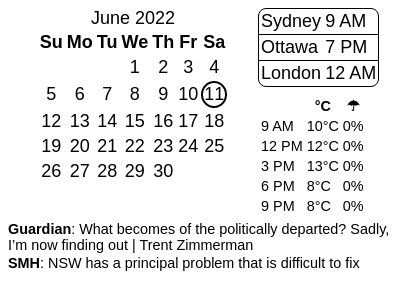 June 2022
Su Mo Tu We Th Fr Sa
1 2 3 4
5 6 7 8 9 10 11
12 13 14 15 16 17 18
19 20 21 22 23 24 25
26 27 28 29 30
Sydney 9 AM
Ottawa 7 PM
London 12 AM
°C ☂
9 AM 10°C 0%
12 PM 12°C 0%
3 PM 13°C 0%
6 PM 8°C 0%
9 PM 8°C 0%
Guardian: What becomes of the politically departed? Sadly,
I’m now finding out | Trent Zimmerman
SMH: NSW has a principal problem that is difficult to fix